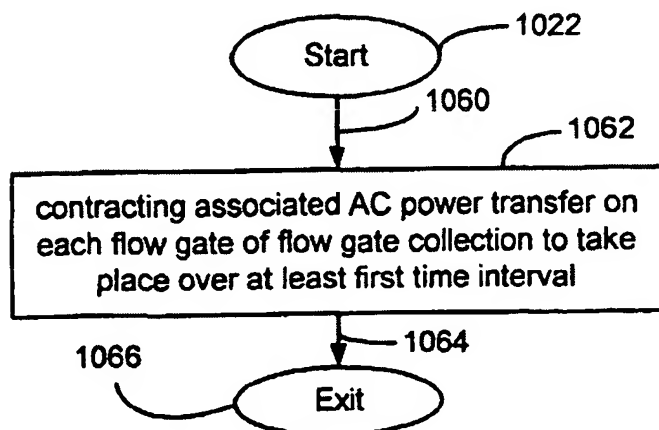 Start
1022
1060
1062
contracting associated AC power transfer on
each flow gate of flow gate collection to take
place over at least first time interval
1064
1066
Exit